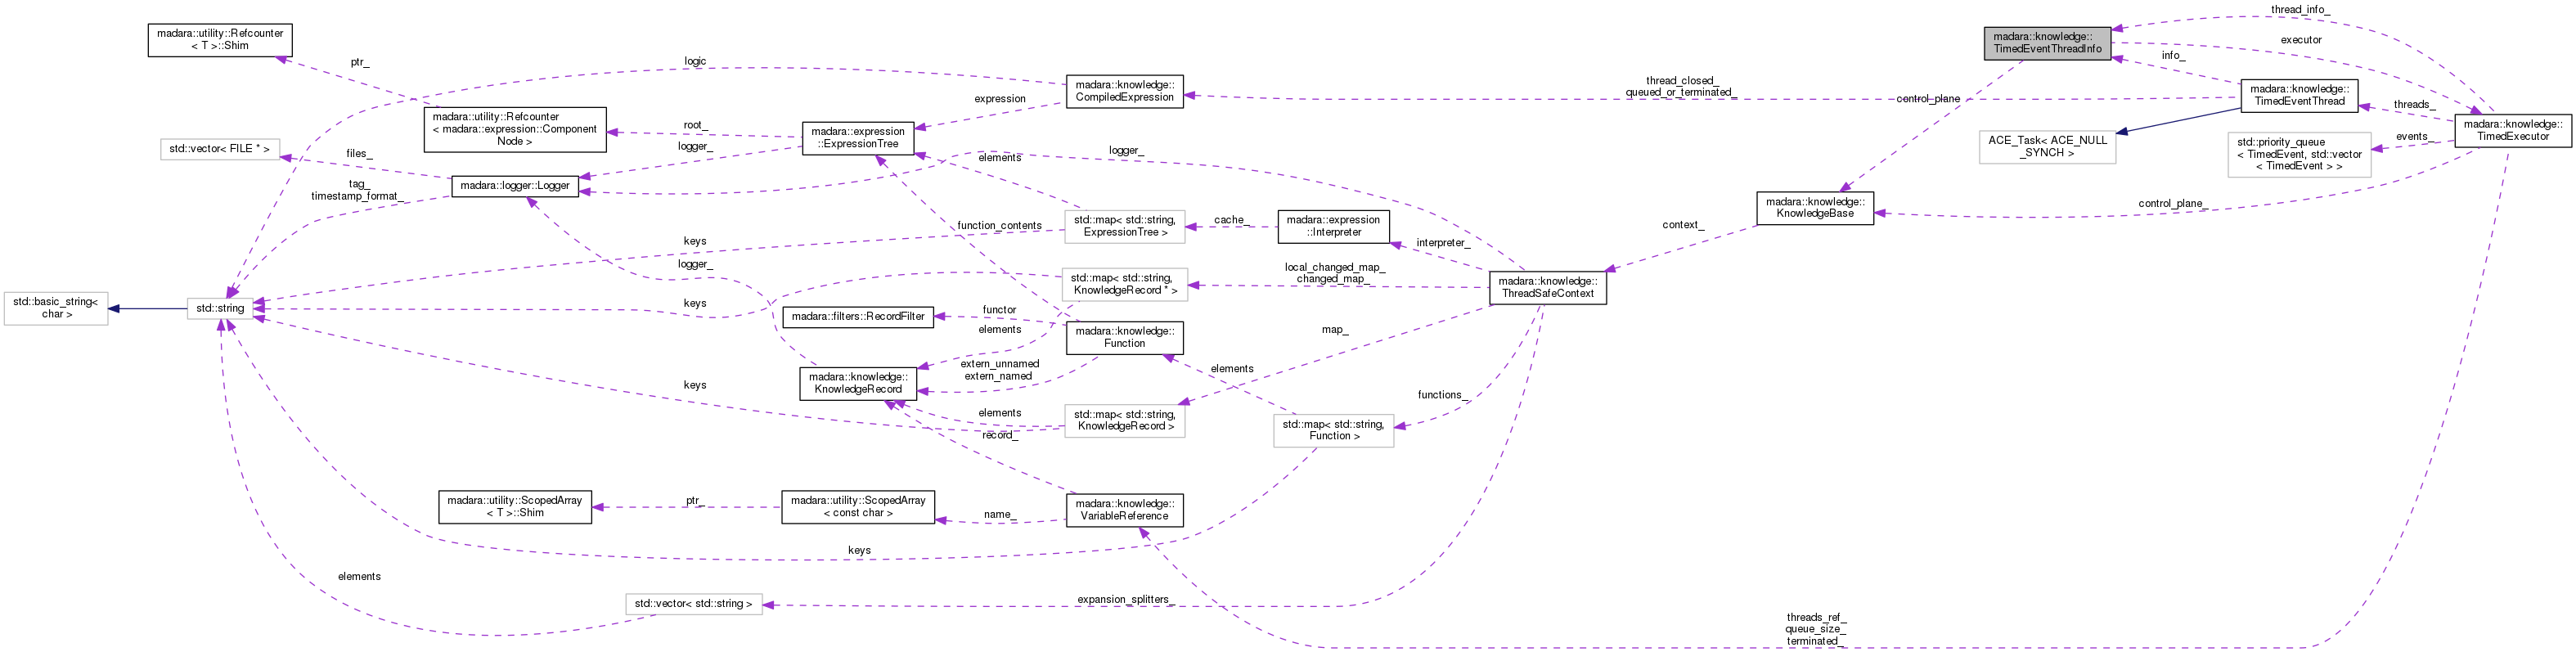 madara::utility::Refcounter
< T >::Shim
ptr_
std::vector< FILE * >
files_
tag_
timestamp_format_
std::basic_string<
char >
std::string
elements
logic
madara::utility::Refcounter
< madara::expression::Component
Node >
root_
logger_
madara::logger::Logger
keys
logger_
keys
keys
madara::utility::ScopedArray
< T >::Shim
ptr_
std::vector< std::string >
keys
madara::expression
::ExpressionTree
expression
elements
function_contents
madara::filters::RecordFilter
functor
elements
madara::knowledge::
KnowledgeRecord
extern_unnamed
extern_named
elements
record_
madara::utility::ScopedArray
< const char >
name_
madara::knowledge::
CompiledExpression
logger_
std::map< std::string,
ExpressionTree >
cache_
std::map< std::string,
KnowledgeRecord * >
madara::knowledge::
Function
elements
std::map< std::string,
KnowledgeRecord >
madara::knowledge::
VariableReference
expansion_splitters_
madara::expression
::Interpreter
interpreter_
local_changed_map_
changed_map_
map_
std::map< std::string,
Function >
functions_
madara::knowledge::
ThreadSafeContext
context_
thread_closed_
queued_or_terminated_
control_plane
madara::knowledge::
KnowledgeBase
control_plane_
threads_ref_
queue_size_
terminated_
madara::knowledge::
TimedEventThreadInfo
thread_info_
executor
info_
madara::knowledge::
TimedEventThread
threads_
ACE_Task< ACE_NULL
_SYNCH >
std::priority_queue
< TimedEvent, std::vector
< TimedEvent > >
events_
madara::knowledge::
TimedExecutor